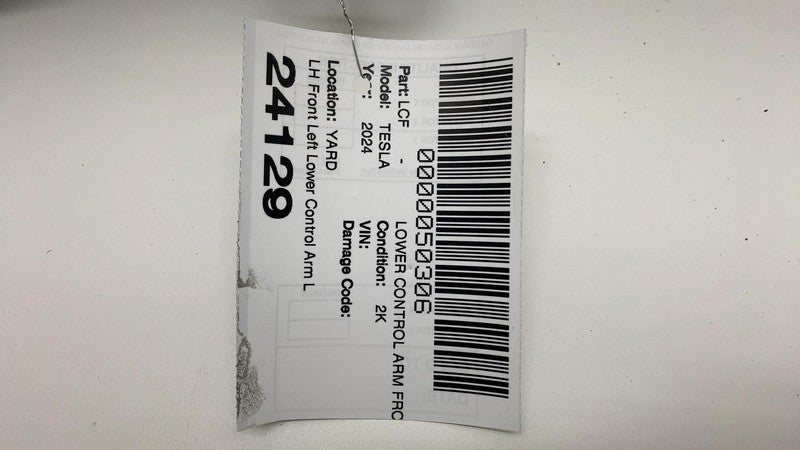 0000050306
Part: LCF - LOWER CONTROL ARM FRO
Model: TESLA Condition: 2K
Year: 2024 VIN:
Damage Code:
Location: YARD
LH Front Left Lower Control Arm L
24129